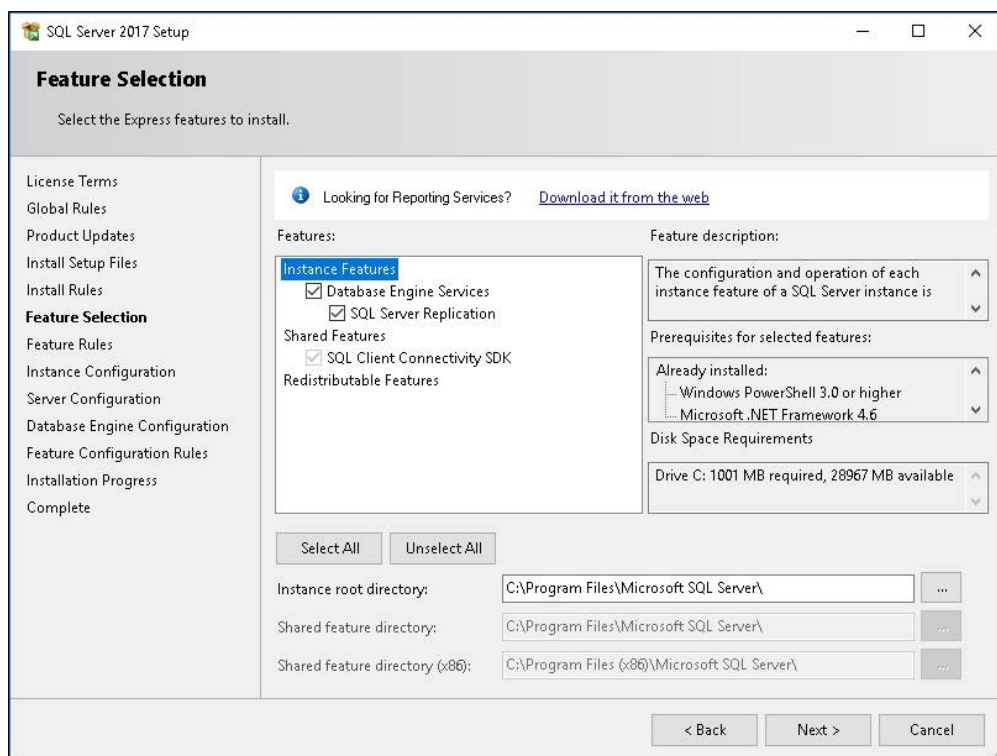 SQL Server 2017 Setup
Feature Selection
Select the Express features to install.
License Terms
Global Rules
Product Updates
Install Setup Files
Install Rules
Feature Selection
Feature Rules
Instance Configuration
Server Configuration
Database Engine Configuration
Feature Configuration Rules
Installation Progress
Complete
Looking for Reporting Services? Download it from the web
Features:
Instance Features
Database Engine Services
SQL Server Replication
Shared Features
SQL Client Connectivity SDK
Redistributable Features
Feature description:
The configuration and operation of each
instance feature of a SQL Server instance is
Prerequisites for selected features:
Already installed:
Windows PowerShell 3.0 or higher
Microsoft .NET Framework 4.6
Disk Space Requirements
Drive C: 1001 MB required, 28967 MB available
Select All Unselect All
Instance root directory: C:\Program Files\Microsoft SQL Server\ ...
Shared feature directory: C:\Program Files\Microsoft SQL Server\ ...
Shared feature directory (x86): C:\Program Files (x86)\Microsoft SQL Server\ ...
< Back Next > Cancel